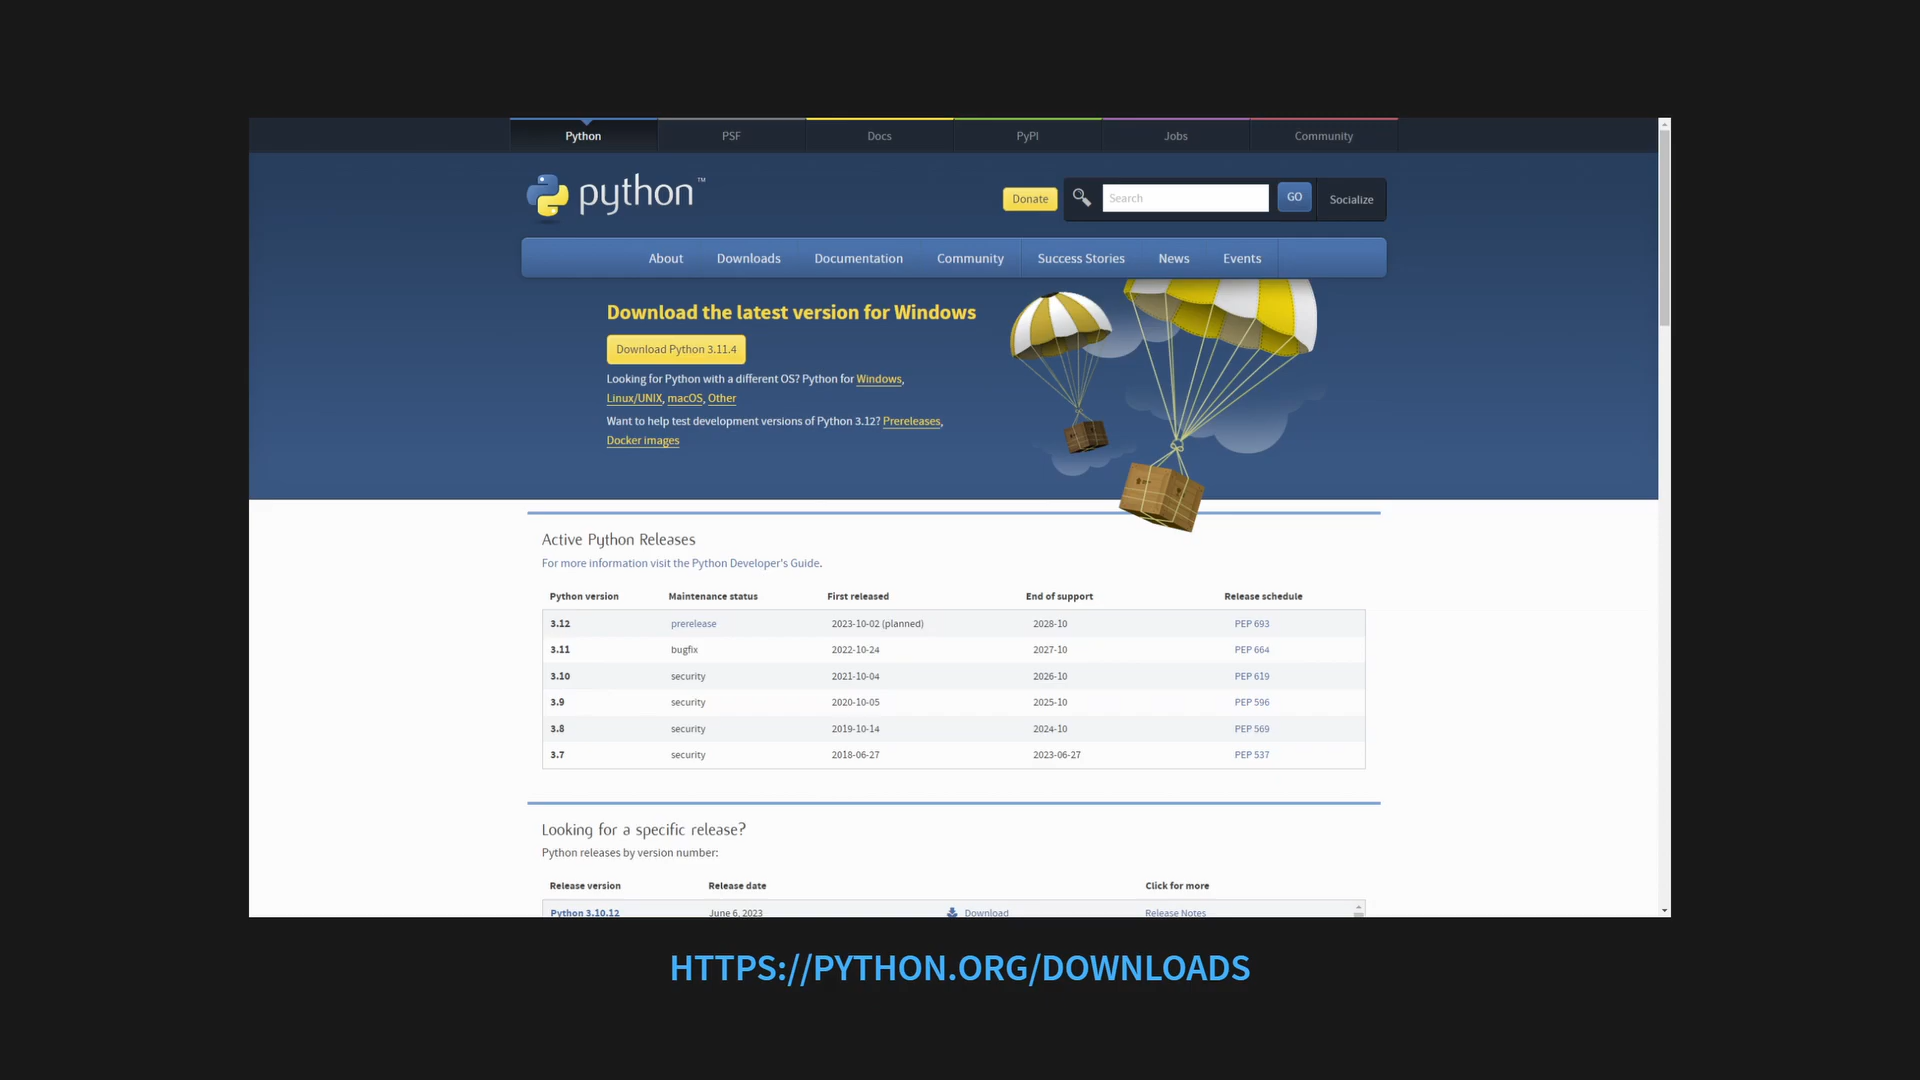 Python PSF Docs PyPI Jobs Community
python™
Donate Search GO Socialize
About Downloads Documentation Community Success Stories News Events
Download the latest version for Windows
Download Python 3.11.4
Looking for Python with a different OS? Python for Windows,
Linux/UNIX, macOS, Other
Want to help test development versions of Python 3.12? Prereleases,
Docker images
Active Python Releases
For more information visit the Python Developer's Guide.
Python version Maintenance status First released End of support Release schedule
3.12 prerelease 2023-10-02 (planned) 2028-10 PEP 693
3.11 bugfix 2022-10-24 2027-10 PEP 664
3.10 security 2021-10-04 2026-10 PEP 619
3.9 security 2020-10-05 2025-10 PEP 596
3.8 security 2019-10-14 2024-10 PEP 569
3.7 security 2018-06-27 2023-06-27 PEP 537
Looking for a specific release?
Python releases by version number:
Release version Release date Click for more
Python 3.10.12 June 6, 2023 Download Release Notes
HTTPS://PYTHON.ORG/DOWNLOADS